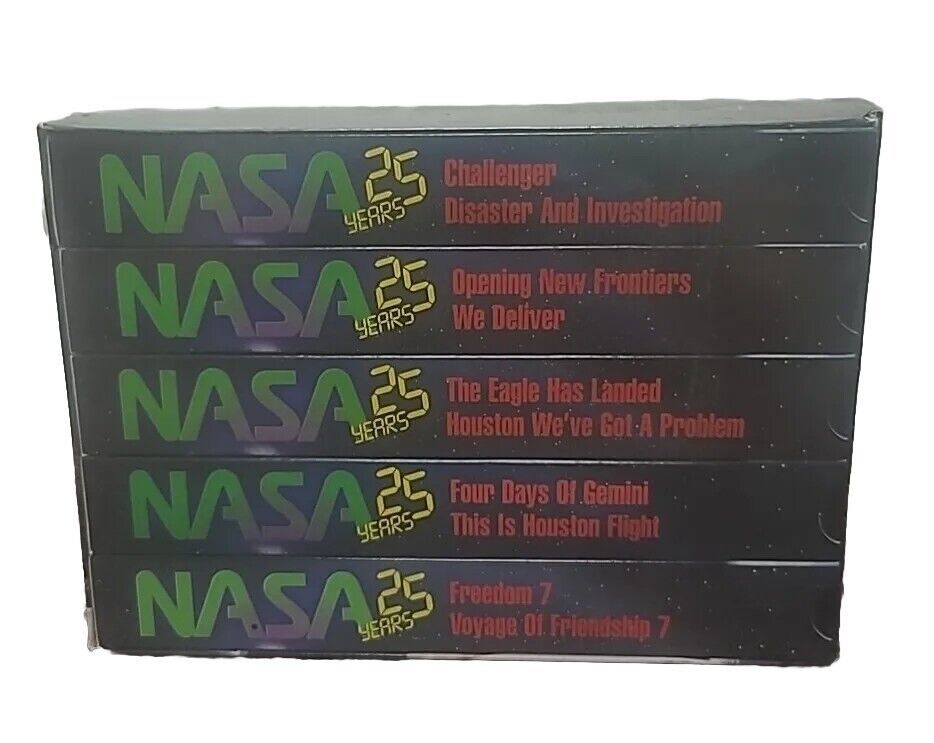 NASA 25 YEARS Challenger
Disaster And Investigation
NASA 25 YEARS Opening New Frontiers
We Deliver
NASA 25 YEARS The Eagle Has Landed
Houston We've Got A Problem
NASA 25 YEARS Four Days Of Gemini
This Is Houston Flight
NASA 25 YEARS Freedom 7
Voyage Of Friendship 7